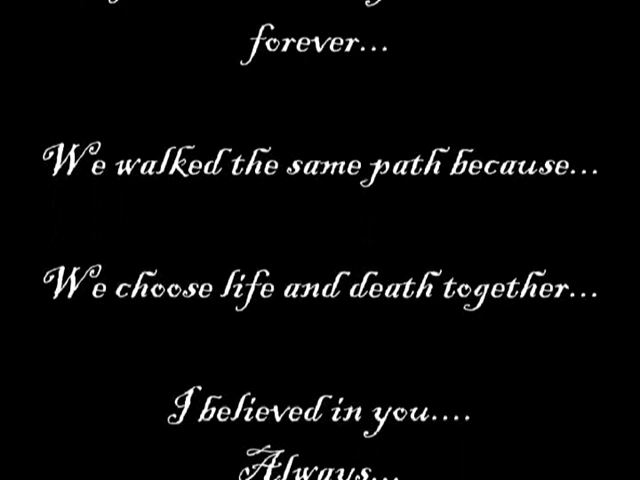 forever...
We walked the same path because...
We choose life and death together...
I believed in you....
Always...